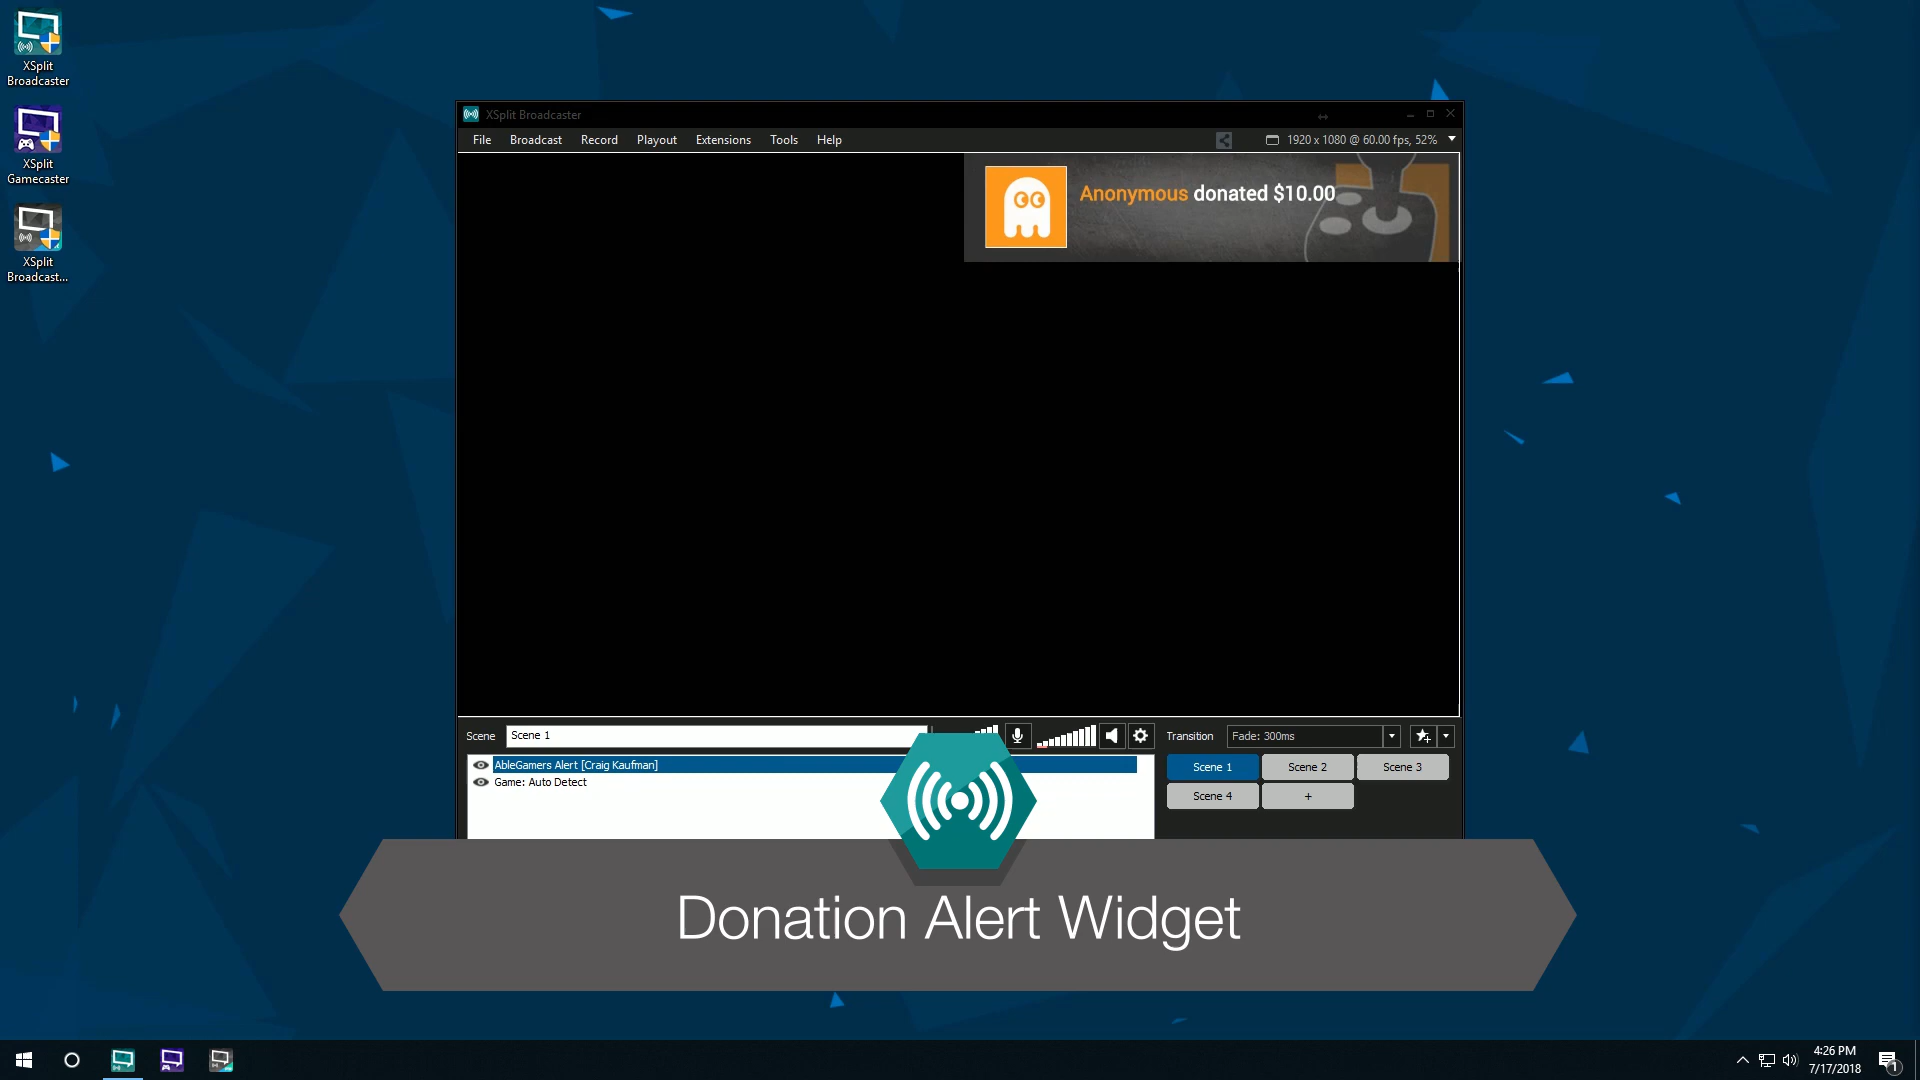 XSplit
Broadcaster
XSplit
Gamecaster
XSplit
Broadcast...
XSplit Broadcaster
File Broadcast Record Playout Extensions Tools Help
1920 x 1080 @ 60.00 fps, 52%
Anonymous donated $10.00
Scene Scene 1
Transition Fade: 300ms
AbleGamers Alert [Craig Kaufman]
Game: Auto Detect
Scene 1 Scene 2 Scene 3
Scene 4 +
Donation Alert Widget
4:26 PM
7/17/2018
1